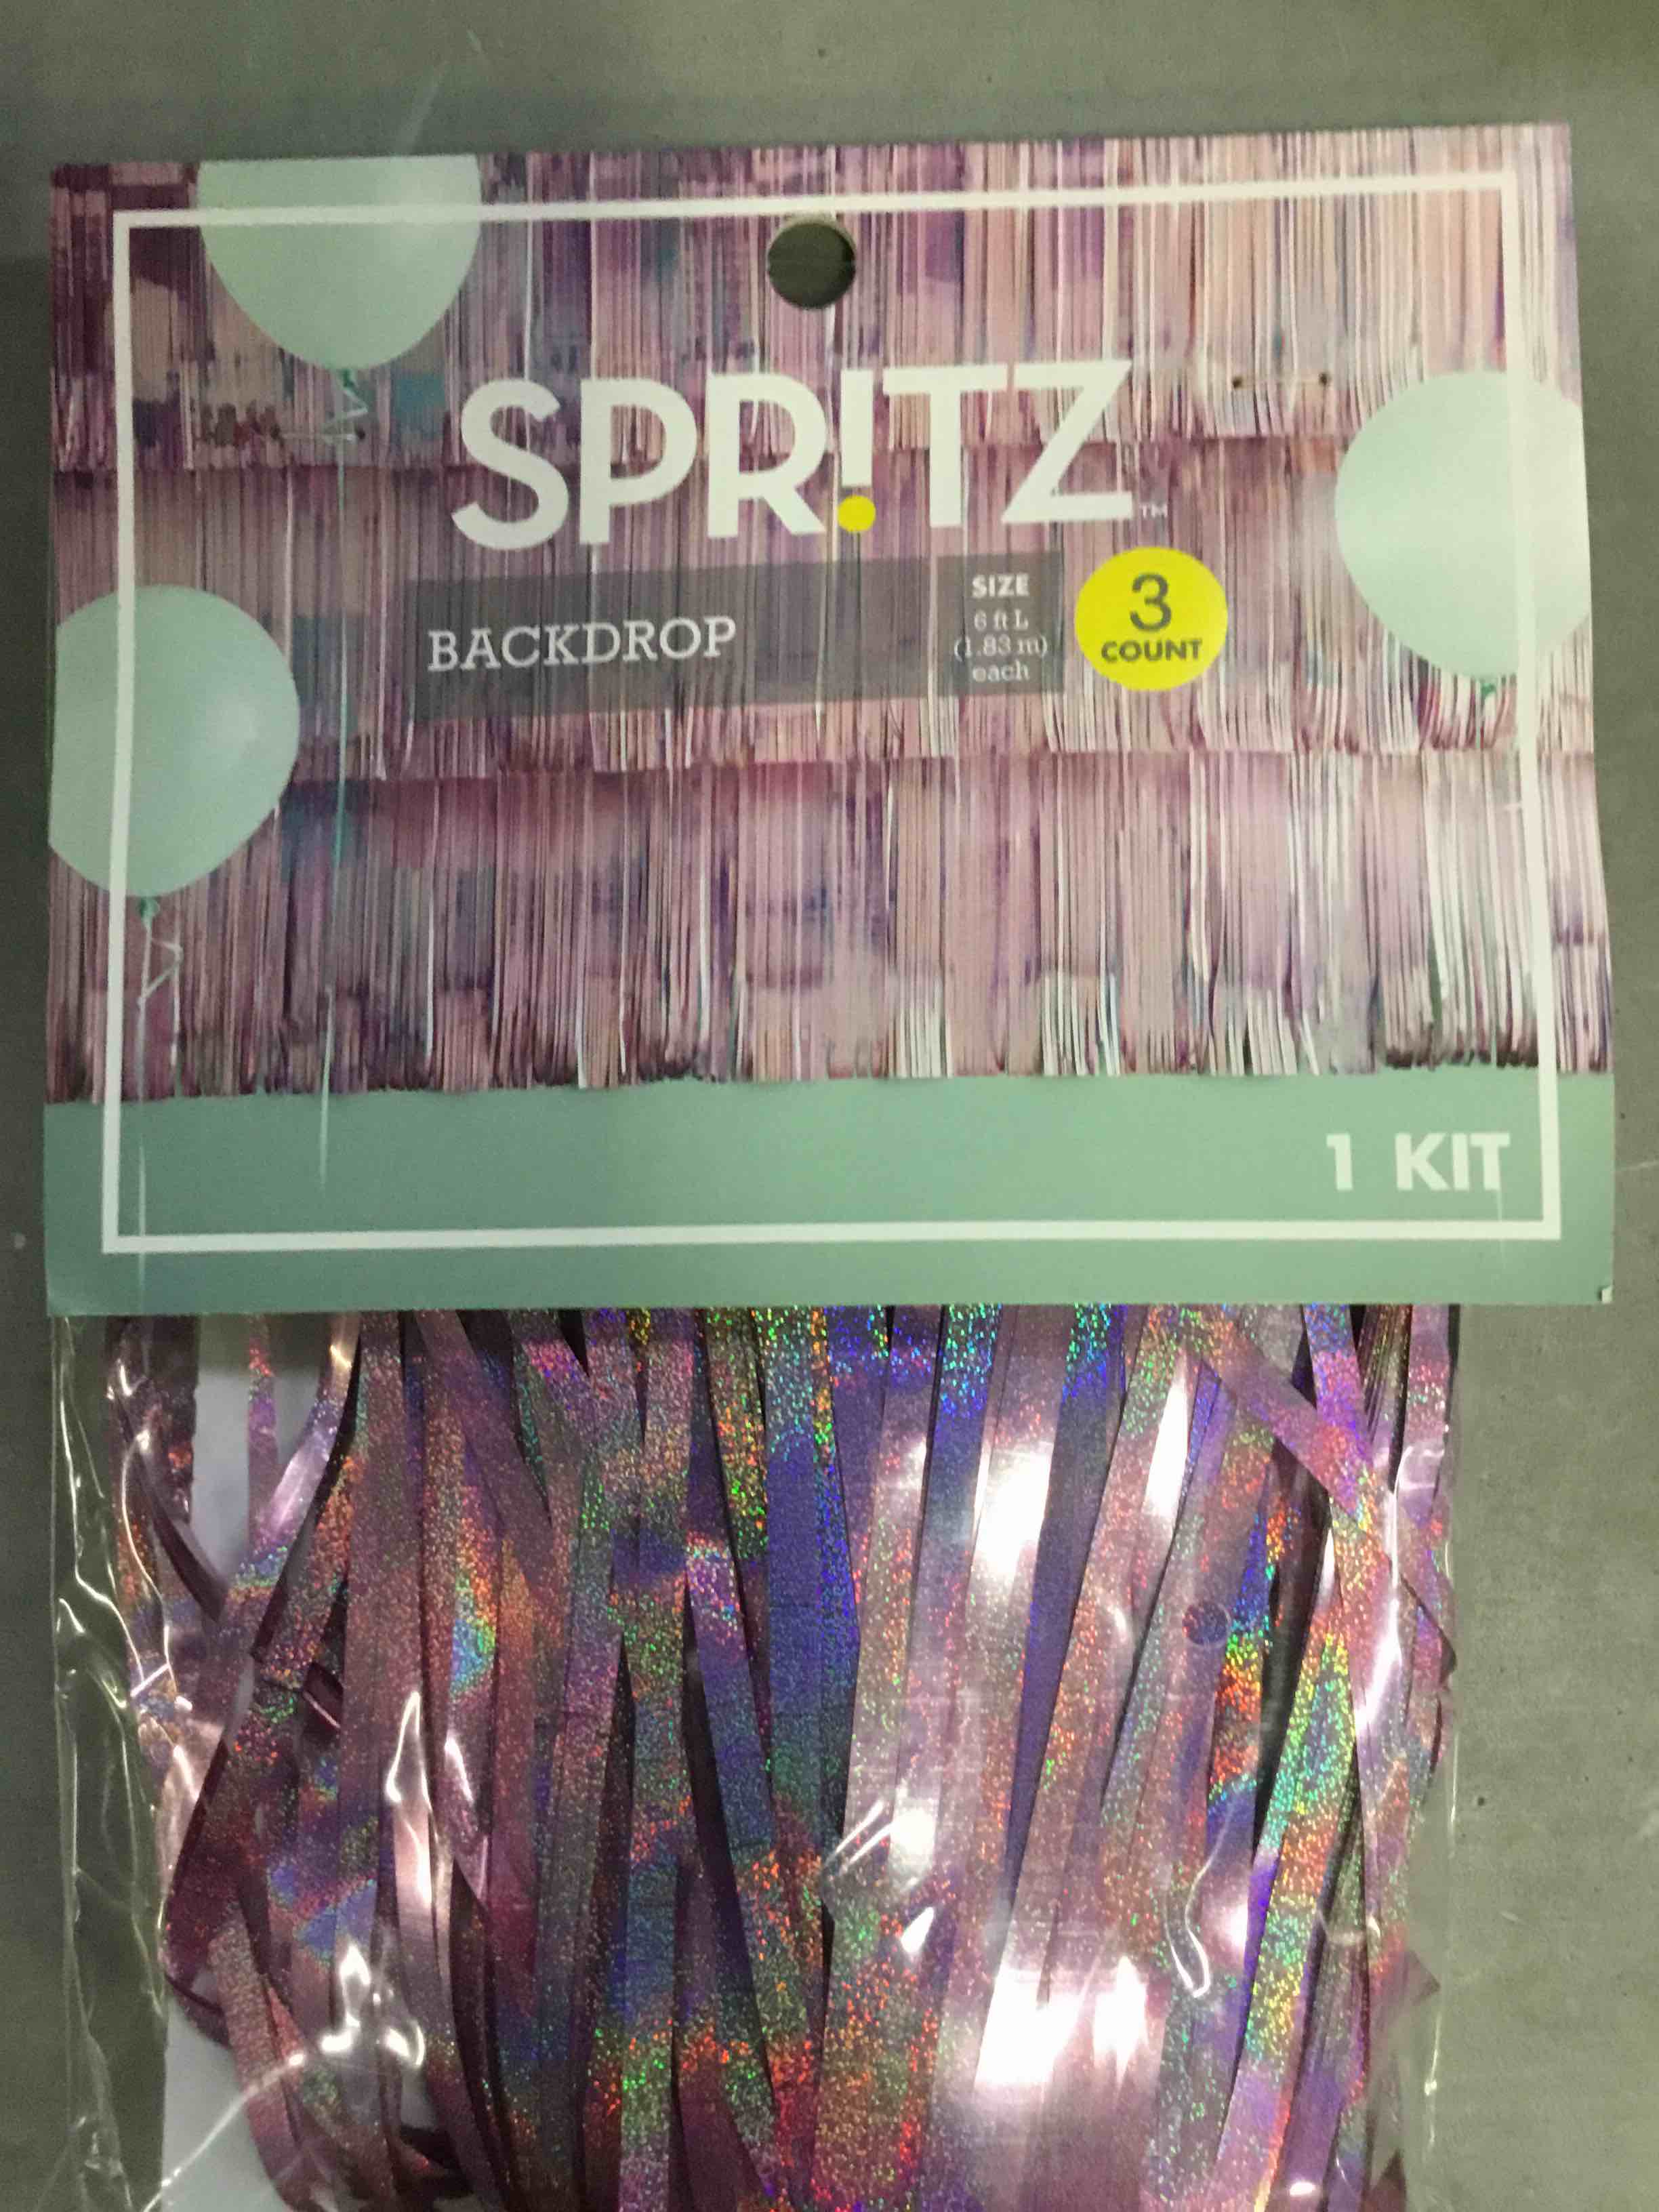 SPR!TZ™
BACKDROP
SIZE
6 ft L
(1.83 m)
each
3
COUNT
1 KIT